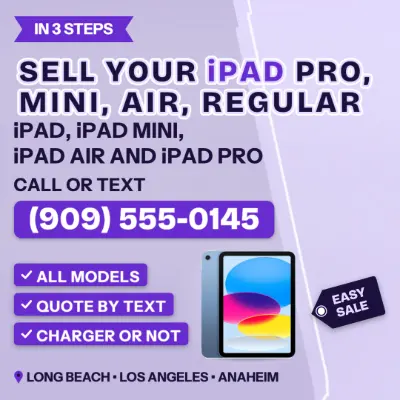 IN 3 STEPS
SELL YOUR iPAD PRO,
MINI, AIR, REGULAR
iPAD, iPAD MINI,
iPAD AIR AND iPAD PRO
CALL OR TEXT
(909) 555-0145
✓ ALL MODELS
✓ QUOTE BY TEXT
✓ CHARGER OR NOT
EASY
SALE
LONG BEACH • LOS ANGELES • ANAHEIM